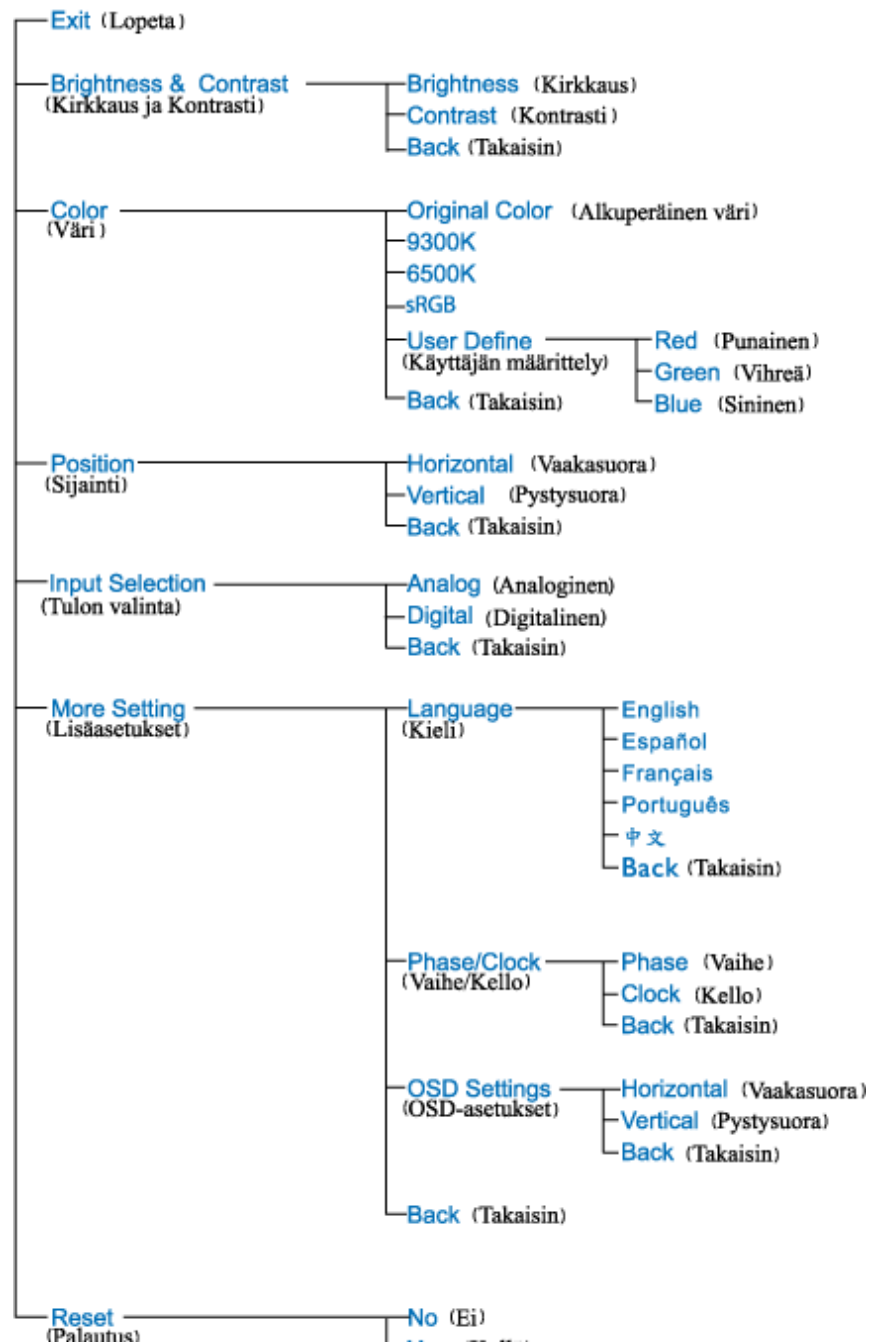 Exit (Lopeta)
Brightness & Contrast
(Kirkkaus ja Kontrasti)
Brightness (Kirkkaus)
Contrast (Kontrasti)
Back (Takaisin)
Color
(Väri)
Original Color (Alkuperäinen väri)
9300K
6500K
sRGB
User Define
(Käyttäjän määrittely)
Red (Punainen)
Green (Vihreä)
Blue (Sininen)
Back (Takaisin)
Position
(Sijainti)
Horizontal (Vaakasuora)
Vertical (Pystysuora)
Back (Takaisin)
Input Selection
(Tulon valinta)
Analog (Analoginen)
Digital (Digitalinen)
Back (Takaisin)
More Setting
(Lisäasetukset)
Language
(Kieli)
English
Español
Français
Português
中文
Back (Takaisin)
Phase/Clock
(Vaihe/Kello)
Phase (Vaihe)
Clock (Kello)
Back (Takaisin)
OSD Settings
(OSD-asetukset)
Horizontal (Vaakasuora)
Vertical (Pystysuora)
Back (Takaisin)
Back (Takaisin)
Reset
(Palautus)
No (Ei)